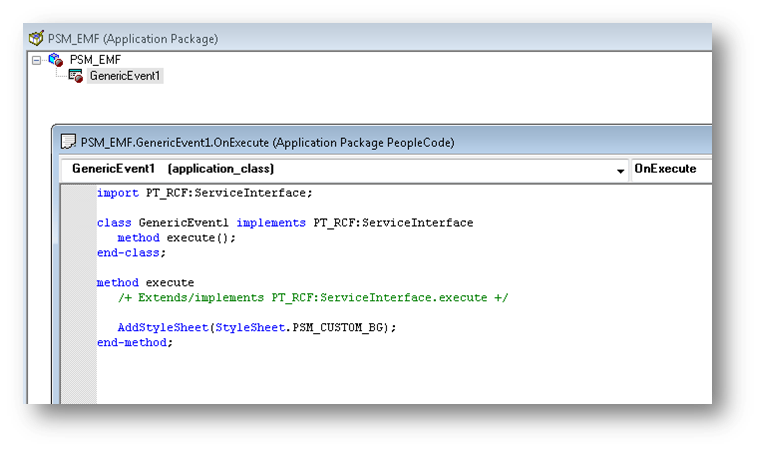 PSM_EMF (Application Package)
PSM_EMF
GenericEvent1
PSM_EMF.GenericEvent1.OnExecute (Application Package PeopleCode)
GenericEvent1 (application_class) OnExecute
import PT_RCF:ServiceInterface;
class GenericEvent1 implements PT_RCF:ServiceInterface
method execute();
end-class;
method execute
/+ Extends/implements PT_RCF:ServiceInterface.execute +/
AddStyleSheet(StyleSheet.PSM_CUSTOM_BG);
end-method;